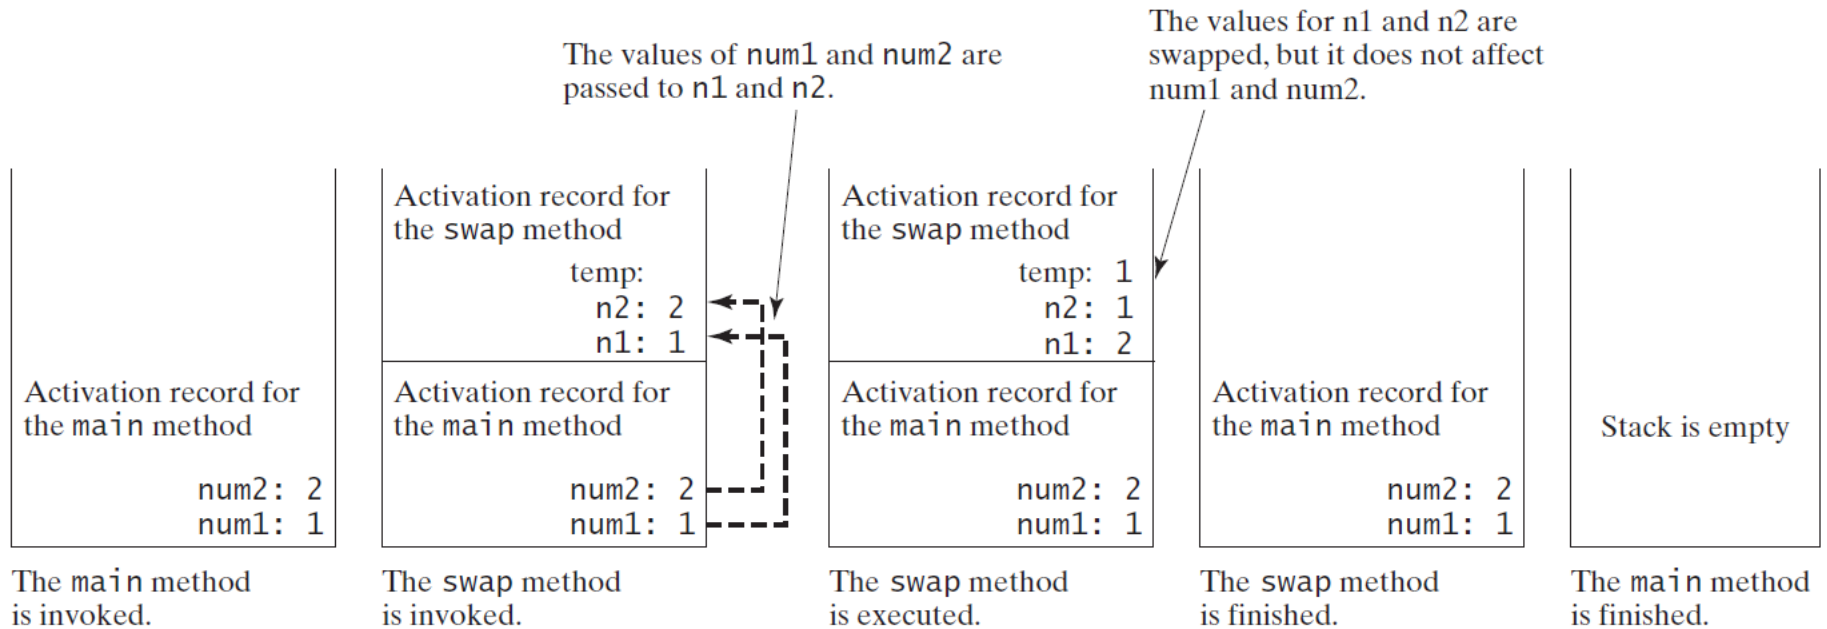 The values of num1 and num2 are
passed to n1 and n2.
The values for n1 and n2 are
swapped, but it does not affect
num1 and num2.
Activation record for
the main method
num2: 2
num1: 1
The main method
is invoked.
Activation record for
the swap method
temp:
n2: 2
n1: 1
Activation record for
the main method
num2: 2
num1: 1
The swap method
is invoked.
Activation record for
the swap method
temp: 1
n2: 1
n1: 2
Activation record for
the main method
num2: 2
num1: 1
The swap method
is executed.
Activation record for
the main method
num2: 2
num1: 1
The swap method
is finished.
Stack is empty
The main method
is finished.